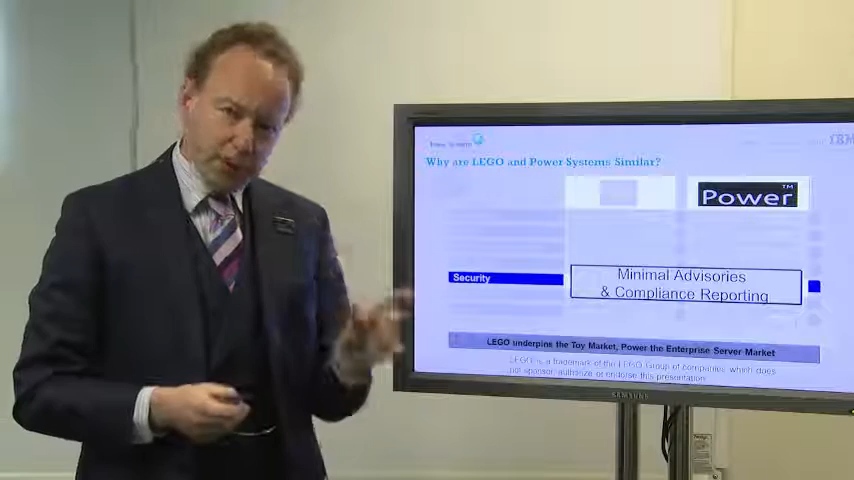 Power Systems
IBM
Why are LEGO and Power Systems Similar?
Power™
Security
Minimal Advisories
& Compliance Reporting
LEGO underpins the Toy Market, Power the Enterprise Server Market
LEGO is a trademark of the LEGO Group of companies which does
not sponsor, authorize or endorse this presentation
SAMSUNG